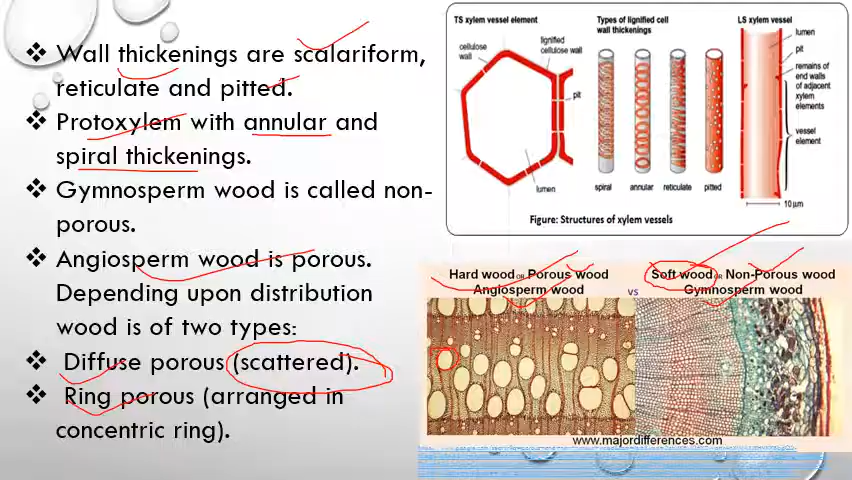 ❖ Wall thickenings are scalariform,
reticulate and pitted.
❖ Protoxylem with annular and
spiral thickenings.
❖ Gymnosperm wood is called non-
porous.
❖ Angiosperm wood is porous.
Depending upon distribution
wood is of two types:
❖ Diffuse porous (scattered).
❖ Ring porous (arranged in
concentric ring).
TS xylem vessel element
cellulose
wall
lignified
cellulose wall
pit
lumen
Types of lignified cell
wall thickenings
spiral annular reticulate pitted
LS xylem vessel
lumen
pit
remains of
end walls
of adjacent
xylem
elements
vessel
element
10 µm
Figure: Structures of xylem vessels
Hard wood OR Porous wood
Angiosperm wood
vs
Soft wood OR Non-Porous wood
Gymnosperm wood
www.majordifferences.com